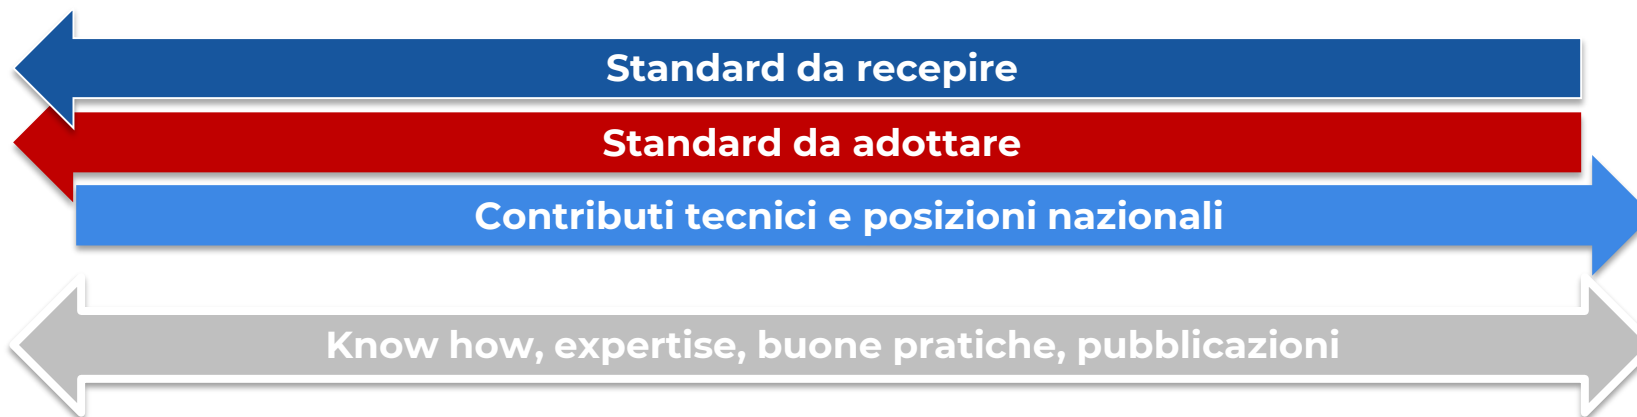 Standard da recepire
Standard da adottare
Contributi tecnici e posizioni nazionali
Know how, expertise, buone pratiche, pubblicazioni